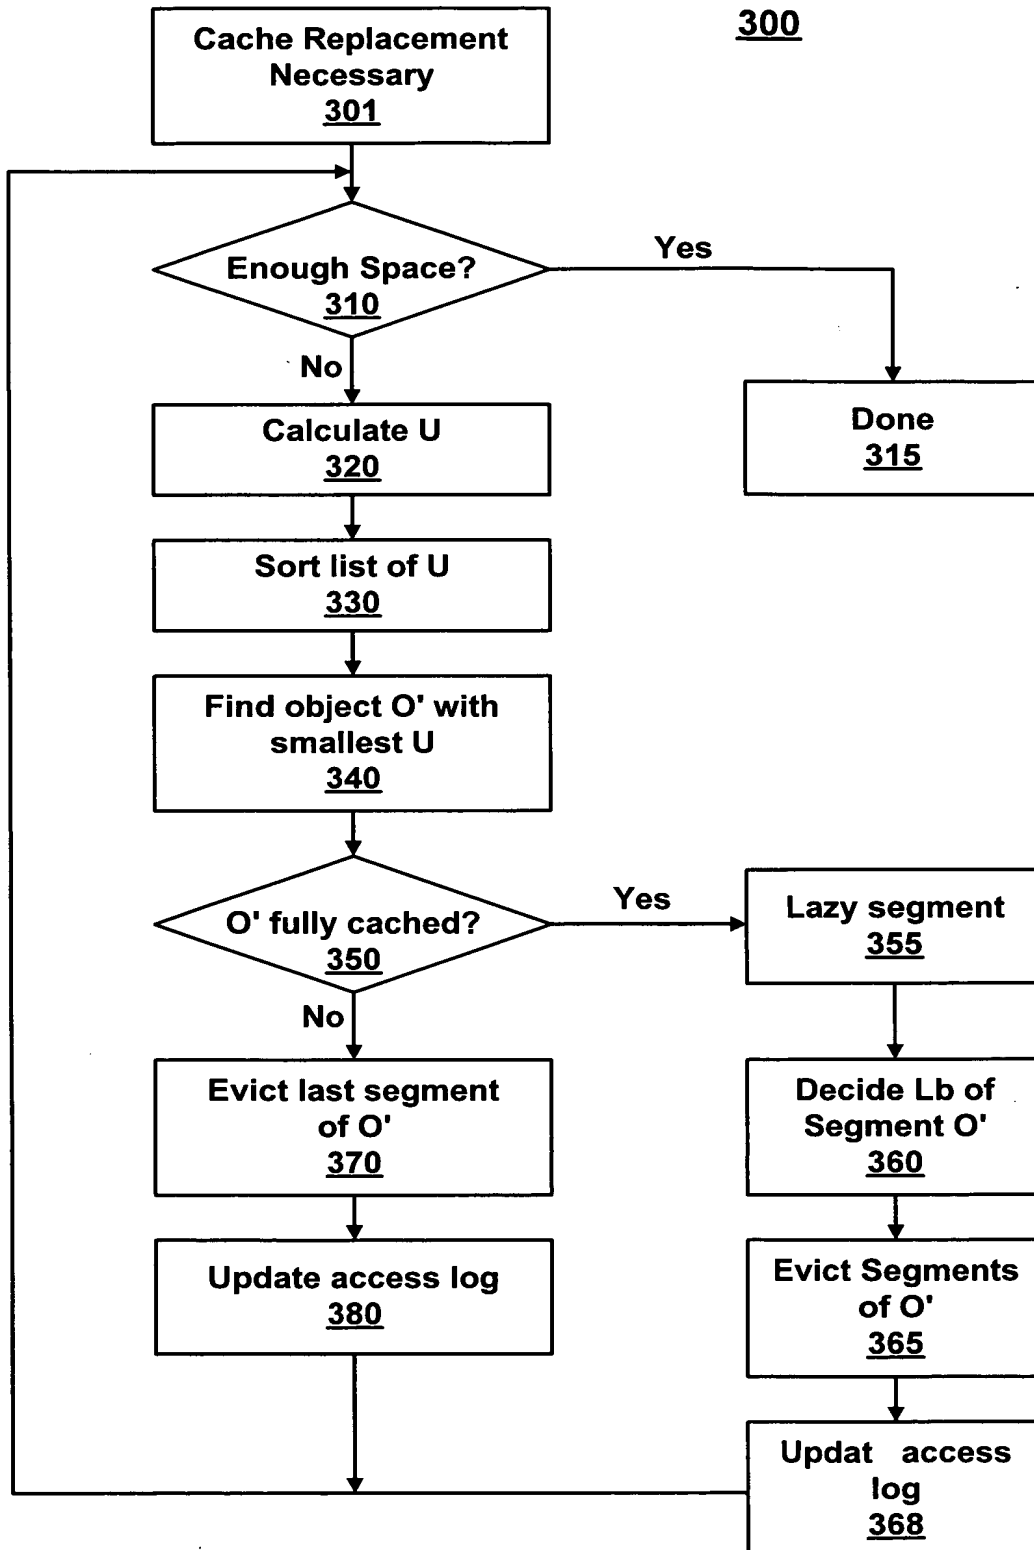 300
Cache Replacement
Necessary
301
Enough Space?
310
Yes
No
Calculate U
320
Done
315
Sort list of U
330
Find object O' with
smallest U
340
O' fully cached?
350
Yes
No
Lazy segment
355
Evict last segment
of O'
370
Decide Lb of
Segment O'
360
Update access log
380
Evict Segments
of O'
365
Updat access
log
368